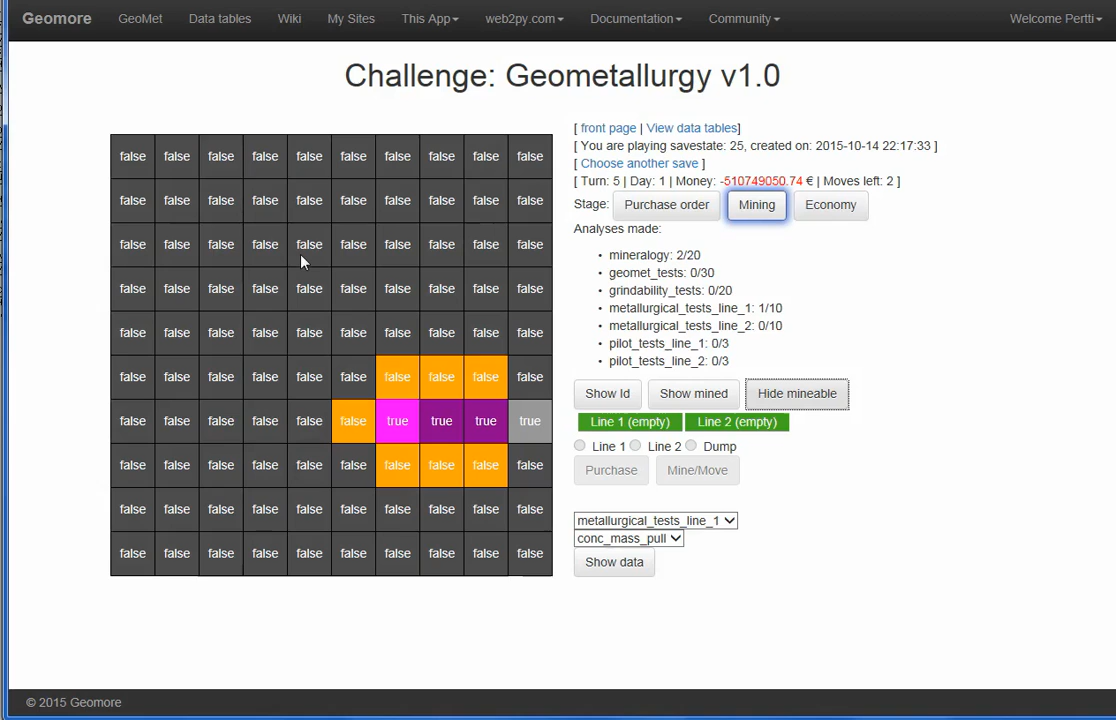 Geomore GeoMet Data tables Wiki My Sites This App web2py.com Documentation Community Welcome Pertti
Challenge: Geometallurgy v1.0
false false false false false false false false false false
false false false false false false false false false false
false false false false false false false false false false
false false false false false false false false false false
false false false false false false false false false false
false false false false false false false false false false
false false false false false false true true true true
false false false false false false false false false false
false false false false false false false false false false
false false false false false false false false false false
[ front page | View data tables]
[ You are playing savestate: 25, created on: 2015-10-14 22:17:33 ]
[ Choose another save ]
[ Turn: 5 | Day: 1 | Money: -510749050.74 € | Moves left: 2 ]
Stage: Purchase order Mining Economy
Analyses made:
• mineralogy: 2/20
• geomet_tests: 0/30
• grindability_tests: 0/20
• metallurgical_tests_line_1: 1/10
• metallurgical_tests_line_2: 0/10
• pilot_tests_line_1: 0/3
• pilot_tests_line_2: 0/3
Show Id Show mined Hide mineable
Line 1 (empty) Line 2 (empty)
Line 1 Line 2 Dump
Purchase Mine/Move
metallurgical_tests_line_1
conc_mass_pull
Show data
© 2015 Geomore